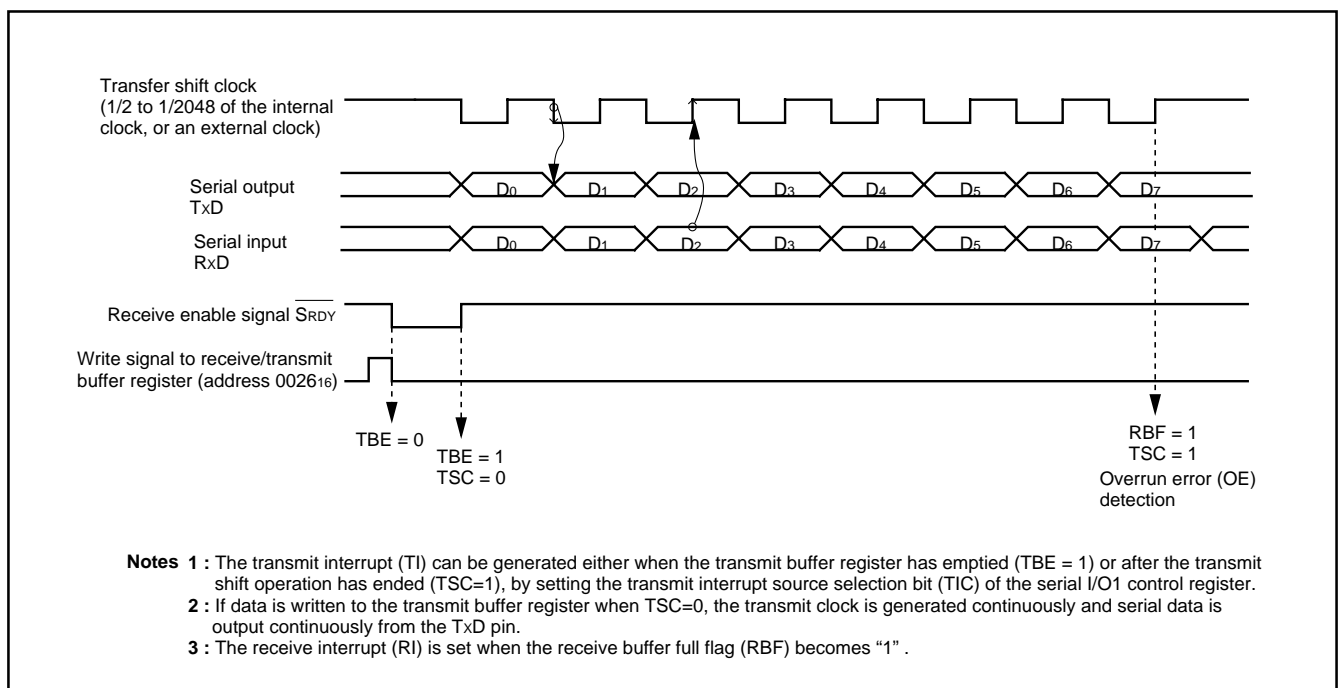 Transfer shift clock
(1/2 to 1/2048 of the internal
clock, or an external clock)
Serial output
TxD
D0 D1 D2 D3 D4 D5 D6 D7
Serial input
RxD
D0 D1 D2 D3 D4 D5 D6 D7
Receive enable signal SRDY
Write signal to receive/transmit
buffer register (address 002616)
TBE = 0
TBE = 1
TSC = 0
RBF = 1
TSC = 1
Overrun error (OE)
detection
Notes 1 : The transmit interrupt (TI) can be generated either when the transmit buffer register has emptied (TBE = 1) or after the transmit
shift operation has ended (TSC=1), by setting the transmit interrupt source selection bit (TIC) of the serial I/O1 control register.
2 : If data is written to the transmit buffer register when TSC=0, the transmit clock is generated continuously and serial data is
output continuously from the TxD pin.
3 : The receive interrupt (RI) is set when the receive buffer full flag (RBF) becomes “1” .